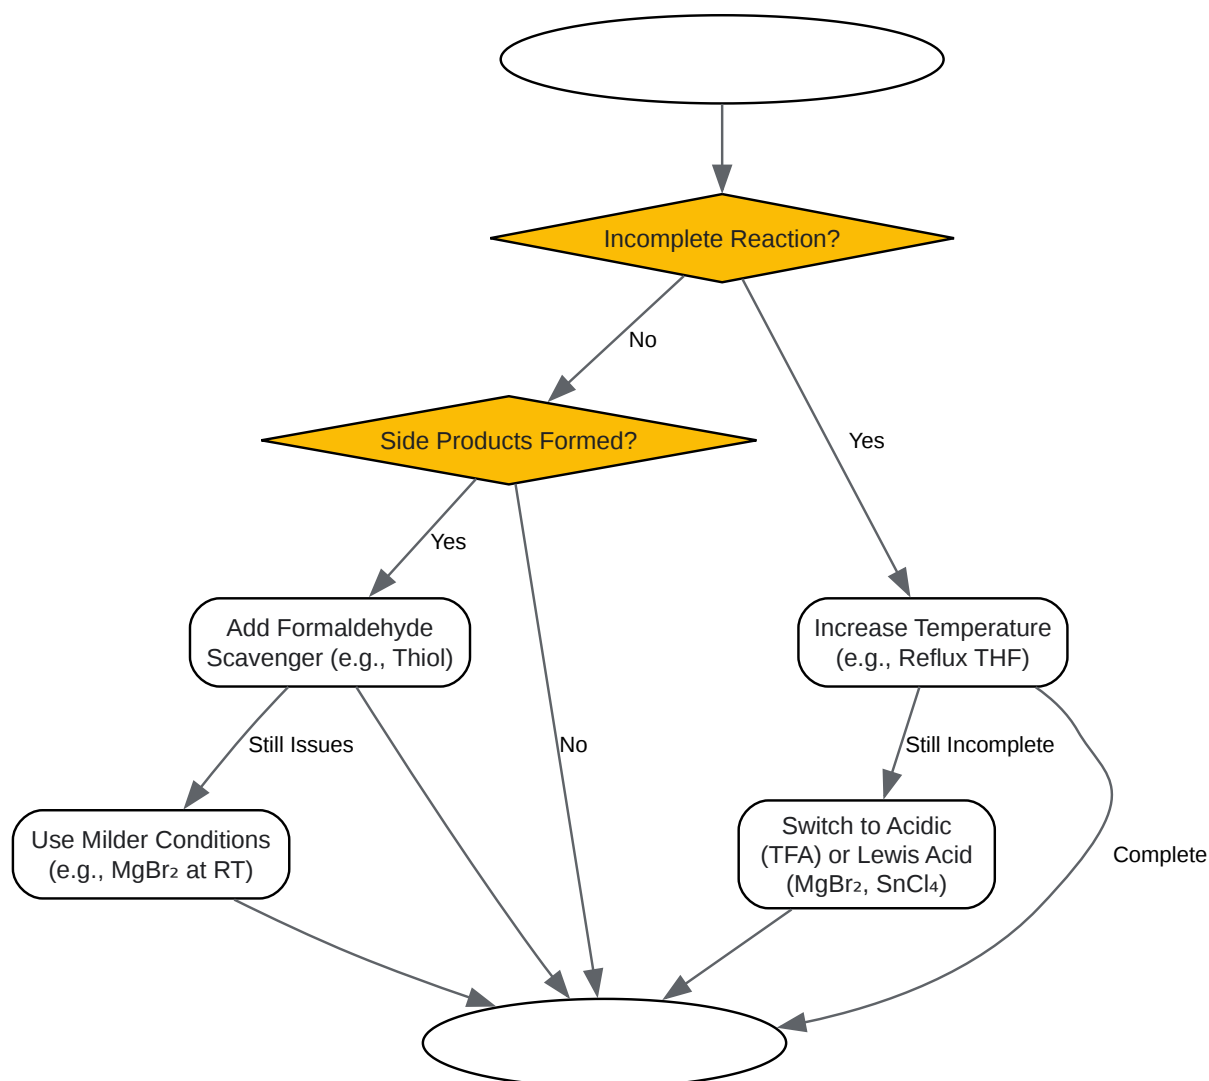 Incomplete Reaction?
No
Side Products Formed?
Yes
Yes
Add Formaldehyde
Scavenger (e.g., Thiol)
Increase Temperature
(e.g., Reflux THF)
Still Issues
No
Still Incomplete
Use Milder Conditions
(e.g., MgBr₂ at RT)
Switch to Acidic
(TFA) or Lewis Acid
(MgBr₂, SnCl₄)
Complete